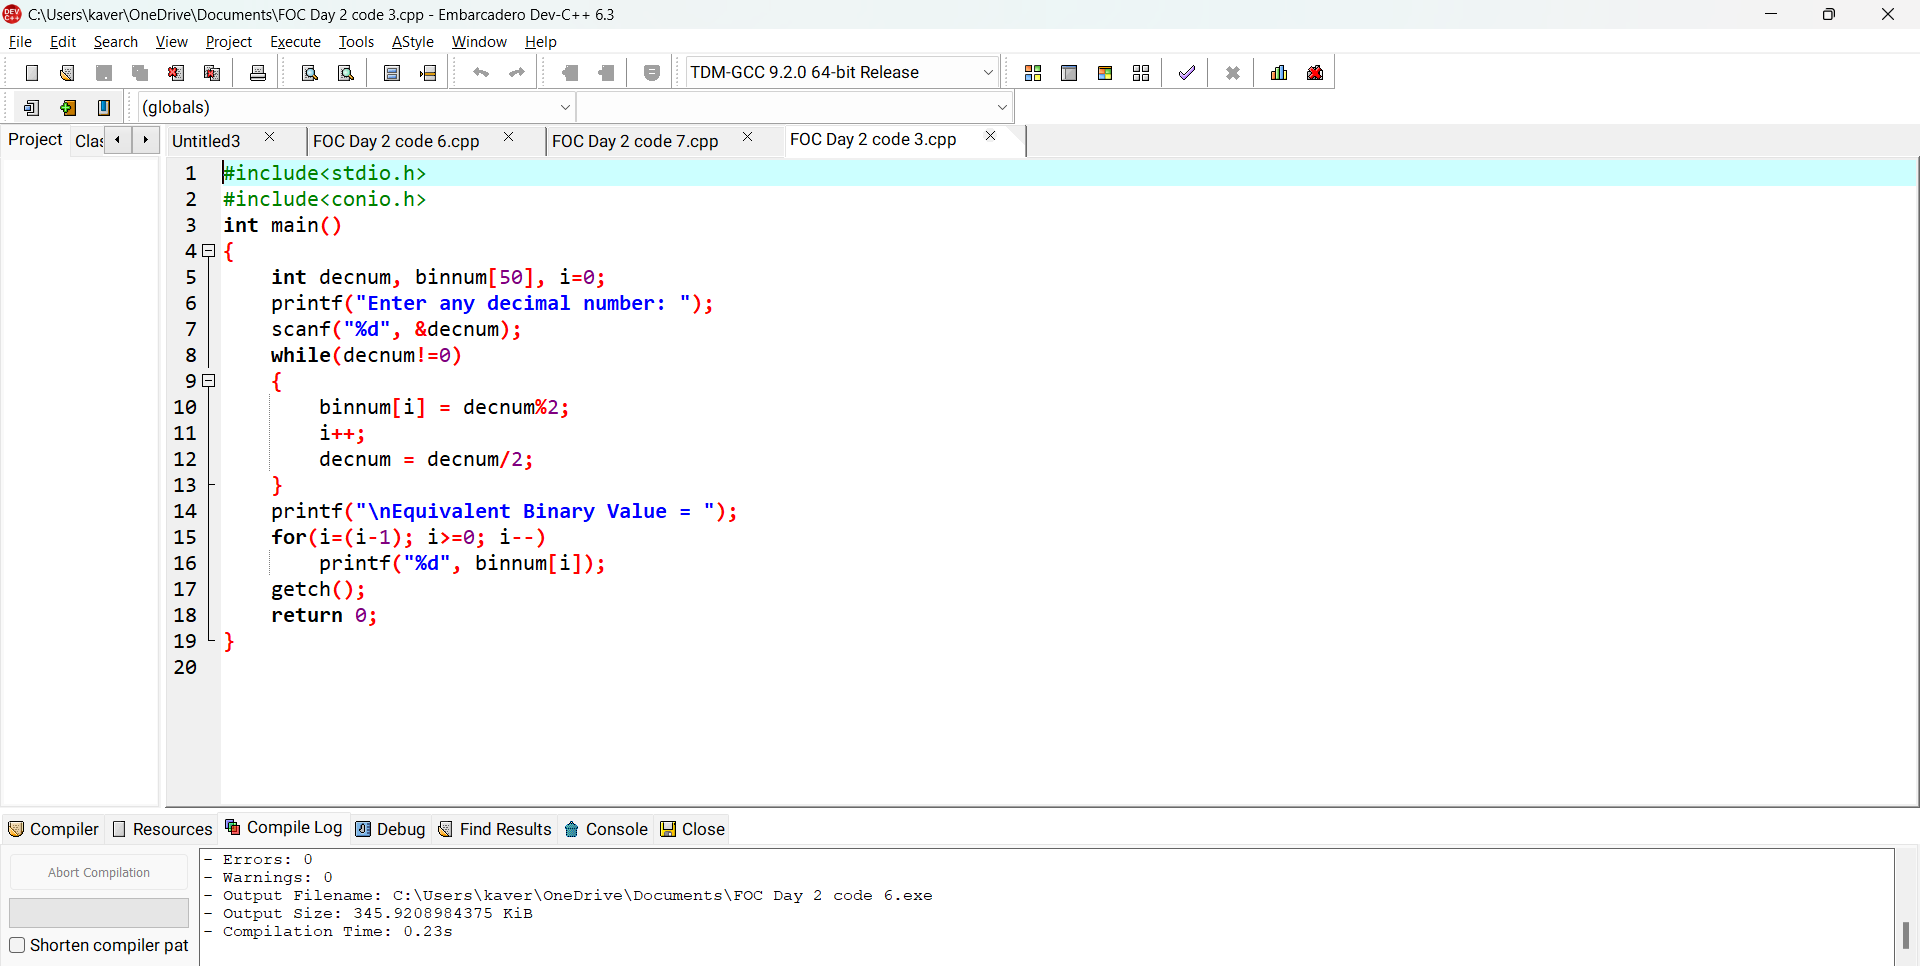 C:\Users\kaver\OneDrive\Documents\FOC Day 2 code 3.cpp - Embarcadero Dev-C++ 6.3
File Edit Search View Project Execute Tools AStyle Window Help
TDM-GCC 9.2.0 64-bit Release
(globals)
Project Clas Untitled3 FOC Day 2 code 6.cpp FOC Day 2 code 7.cpp FOC Day 2 code 3.cpp
1 #include<stdio.h>
2 #include<conio.h>
3 int main()
4 {
5 int decnum, binnum[50], i=0;
6 printf("Enter any decimal number: ");
7 scanf("%d", &decnum);
8 while(decnum!=0)
9 {
10 binnum[i] = decnum%2;
11 i++;
12 decnum = decnum/2;
13 }
14 printf("\nEquivalent Binary Value = ");
15 for(i=(i-1); i>=0; i--)
16 printf("%d", binnum[i]);
17 getch();
18 return 0;
19 }
20
Compiler Resources Compile Log Debug Find Results Console Close
Abort Compilation
Shorten compiler pat
- Errors: 0
- Warnings: 0
- Output Filename: C:\Users\kaver\OneDrive\Documents\FOC Day 2 code 6.exe
- Output Size: 345.9208984375 KiB
- Compilation Time: 0.23s